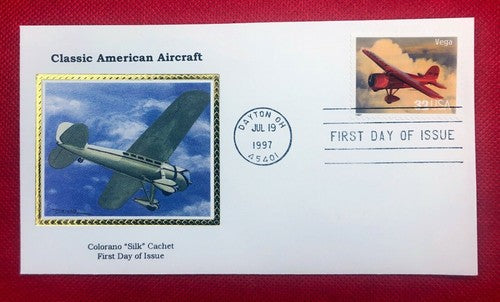 Classic American Aircraft
Colorano "Silk" Cachet
First Day of Issue
DAYTON OH
JUL 19
1997
45401
Vega
32 USA
FIRST DAY OF ISSUE